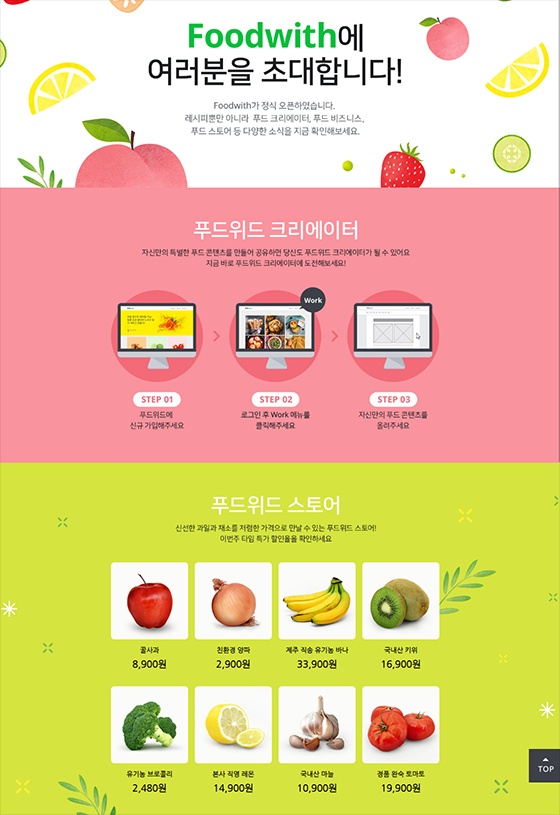 Foodwith에
여러분을 초대합니다!
Foodwith가 정식 오픈하였습니다.
레시피뿐만 아니라 푸드 크리에이터, 푸드 비즈니스,
푸드 스토어 등 다양한 소식을 지금 확인해보세요.
푸드위드 크리에이터
자신만의 특별한 푸드 콘텐츠를 만들어 공유하면 당신도 푸드위드 크리에이터가 될 수 있어요
지금 바로 푸드위드 크리에이터에 도전해보세요!
Work
STEP 01
STEP 02
STEP 03
푸드위드에
신규 가입해주세요
로그인 후 Work 메뉴를
클릭해주세요
자신만의 푸드 콘텐츠를
올려주세요
푸드위드 스토어
신선한 과일과 채소를 저렴한 가격으로 만날 수 있는 푸드위드 스토어!
이번주 타임 특가 할인율을 확인하세요
꿀사과
8,900원
친환경 양파
2,900원
제주 직송 유기농 바나
33,900원
국내산 키위
16,900원
유기농 브로콜리
2,480원
본사 직영 레몬
14,900원
국내산 마늘
10,900원
정품 완숙 토마토
19,900원
TOP